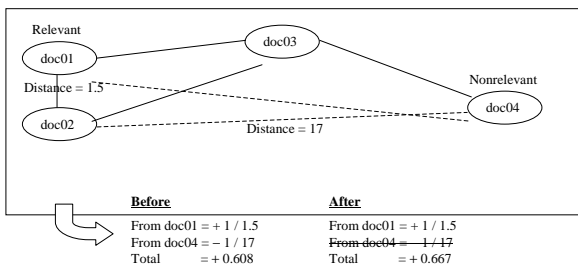 Relevant
doc03
doc01
Nonrelevant
Distance = 1.5
doc04
doc02
Distance = 17
Before
From doc01 = + 1 / 1.5
From doc04 = − 1 / 17
Total = + 0.608
After
From doc01 = + 1 / 1.5
From doc04 = − 1 / 17
Total = + 0.667